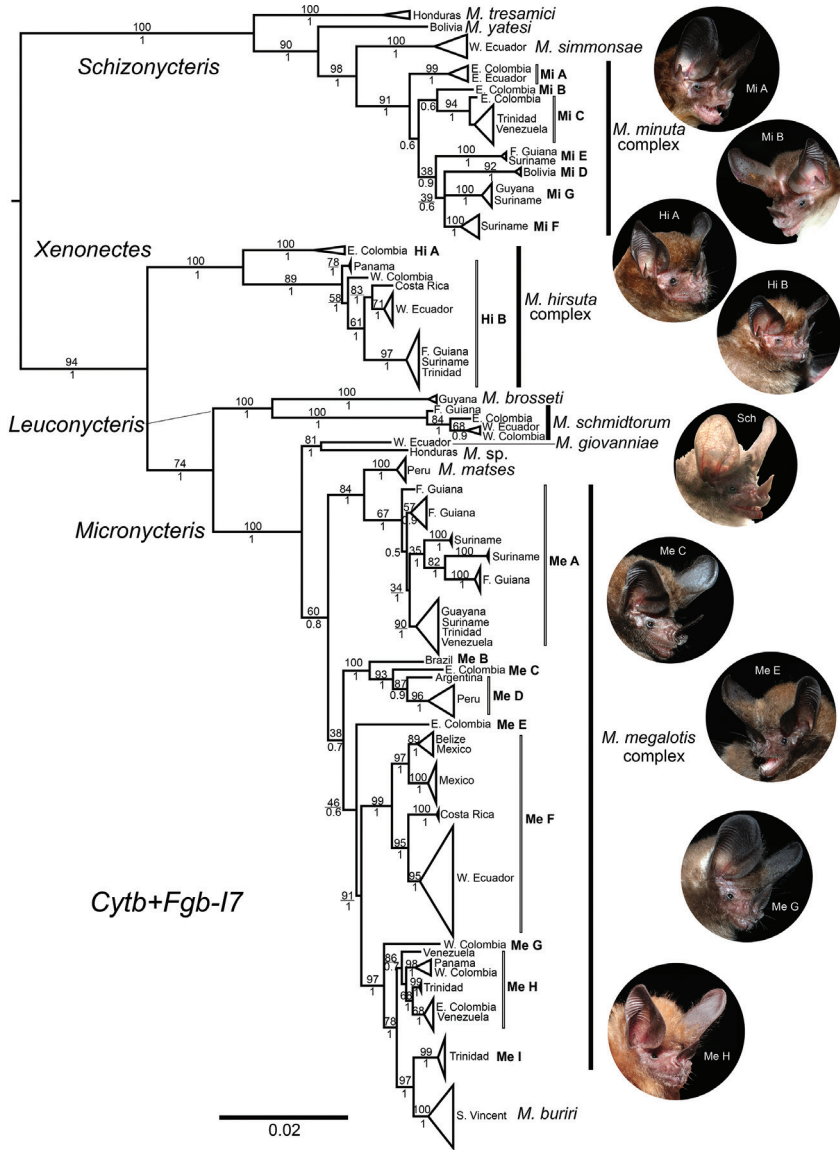 100
1
Honduras M. tresamici
Bolivia M. yatesi
90
1
100
1
W. Ecuador M. simmonsae
Schizonycteris
98
1
99
1
E. Colombia
E. Ecuador
Mi A
91
1
E. Colombia Mi B
0.6
94
1
E. Colombia
Trinidad
Venezuela
Mi C
0.6
M. minuta
complex
100
1
F. Guiana
Suriname
Mi E
38
0.9
92
1
Bolivia Mi D
39
0.6
100
1
Guyana
Suriname
Mi G
100
1
Suriname Mi F
Mi A
Mi B
Hi A
Hi B
Xenonectes
100
1
100
1
E. Colombia Hi A
89
1
78
1
Panama
W. Colombia
58
1
83
1
Costa Rica
71
1
W. Ecuador
61
1
Hi B
M. hirsuta
complex
97
1
F. Guiana
Suriname
Trinidad
94
1
Leuconycteris
100
1
100
1
Guyana M. brosseti
100
1
F. Guiana
84
1
E. Colombia
68
0.9
W. Ecuador
W. Colombia
M. schmidtorum
81
1
W. Ecuador M. giovanniae
Honduras M. sp.
Sch
74
1
Micronycteris
100
1
100
1
Peru M. matses
84
1
67
1
F. Guiana
57
0.9
F. Guiana
0.5
35
1
100
1
Suriname
82
1
100
1
Suriname
100
1
F. Guiana
Me A
34
1
90
1
Guayana
Suriname
Trinidad
Venezuela
60
0.8
100
1
Brazil Me B
93
1
E. Colombia Me C
87
0.9
Argentina
96
1
Peru
Me D
38
0.7
E. Colombia Me E
Me C
Me E
M. megalotis
complex
46
0.6
99
1
97
1
89
1
Belize
Mexico
100
1
Mexico
100
1
Costa Rica
95
1
95
1
W. Ecuador
Me F
Me G
Cytb+Fgb-I7
91
1
97
1
W. Colombia Me G
86
0.7
Venezuela
98
1
Panama
W. Colombia
99
1
Trinidad
68
1
68
1
E. Colombia
Venezuela
Me H
78
1
99
1
Trinidad Me I
97
1
100
1
S. Vincent M. buriri
Me H
0.02